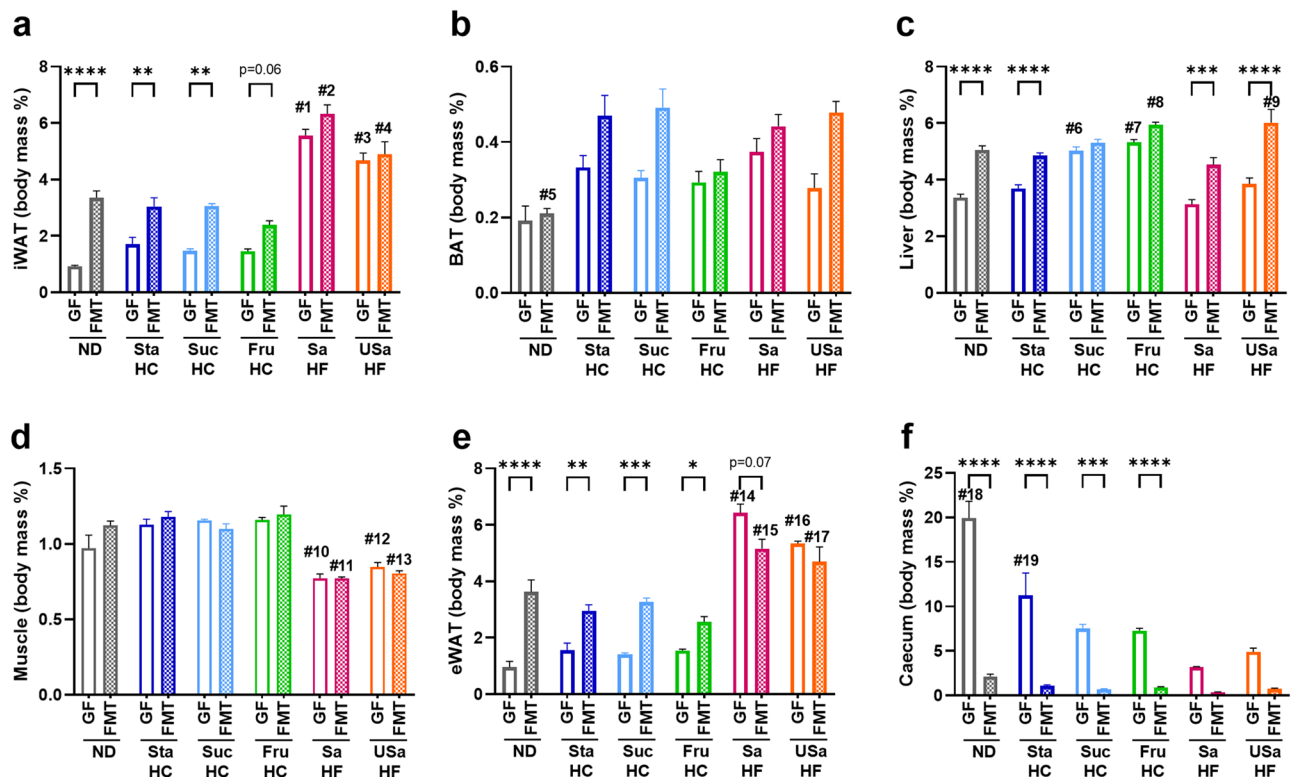 a
iWAT (body mass %)
8
6
4
2
0
**** ** ** p=0.06
#1 #2 #3 #4
GF FMT GF FMT GF FMT GF FMT GF FMT GF FMT
ND Sta Suc Fru Sa USa
HC HC HC HF HF
b
BAT (body mass %)
0.6
0.4
0.2
0.0
#5
GF FMT GF FMT GF FMT GF FMT GF FMT GF FMT
ND Sta Suc Fru Sa USa
HC HC HC HF HF
c
Liver (body mass %)
8
6
4
2
0
**** **** *** ****
#6 #7 #8 #9
GF FMT GF FMT GF FMT GF FMT GF FMT GF FMT
ND Sta Suc Fru Sa USa
HC HC HC HF HF
d
Muscle (body mass %)
1.5
1.0
0.5
0.0
#10 #11 #12 #13
GF FMT GF FMT GF FMT GF FMT GF FMT GF FMT
ND Sta Suc Fru Sa USa
HC HC HC HF HF
e
eWAT (body mass %)
8
6
4
2
0
**** ** *** * p=0.07
#14 #15 #16 #17
GF FMT GF FMT GF FMT GF FMT GF FMT GF FMT
ND Sta Suc Fru Sa USa
HC HC HC HF HF
f
Caecum (body mass %)
25
20
15
10
5
0
**** **** *** ****
#18 #19
GF FMT GF FMT GF FMT GF FMT GF FMT GF FMT
ND Sta Suc Fru Sa USa
HC HC HC HF HF